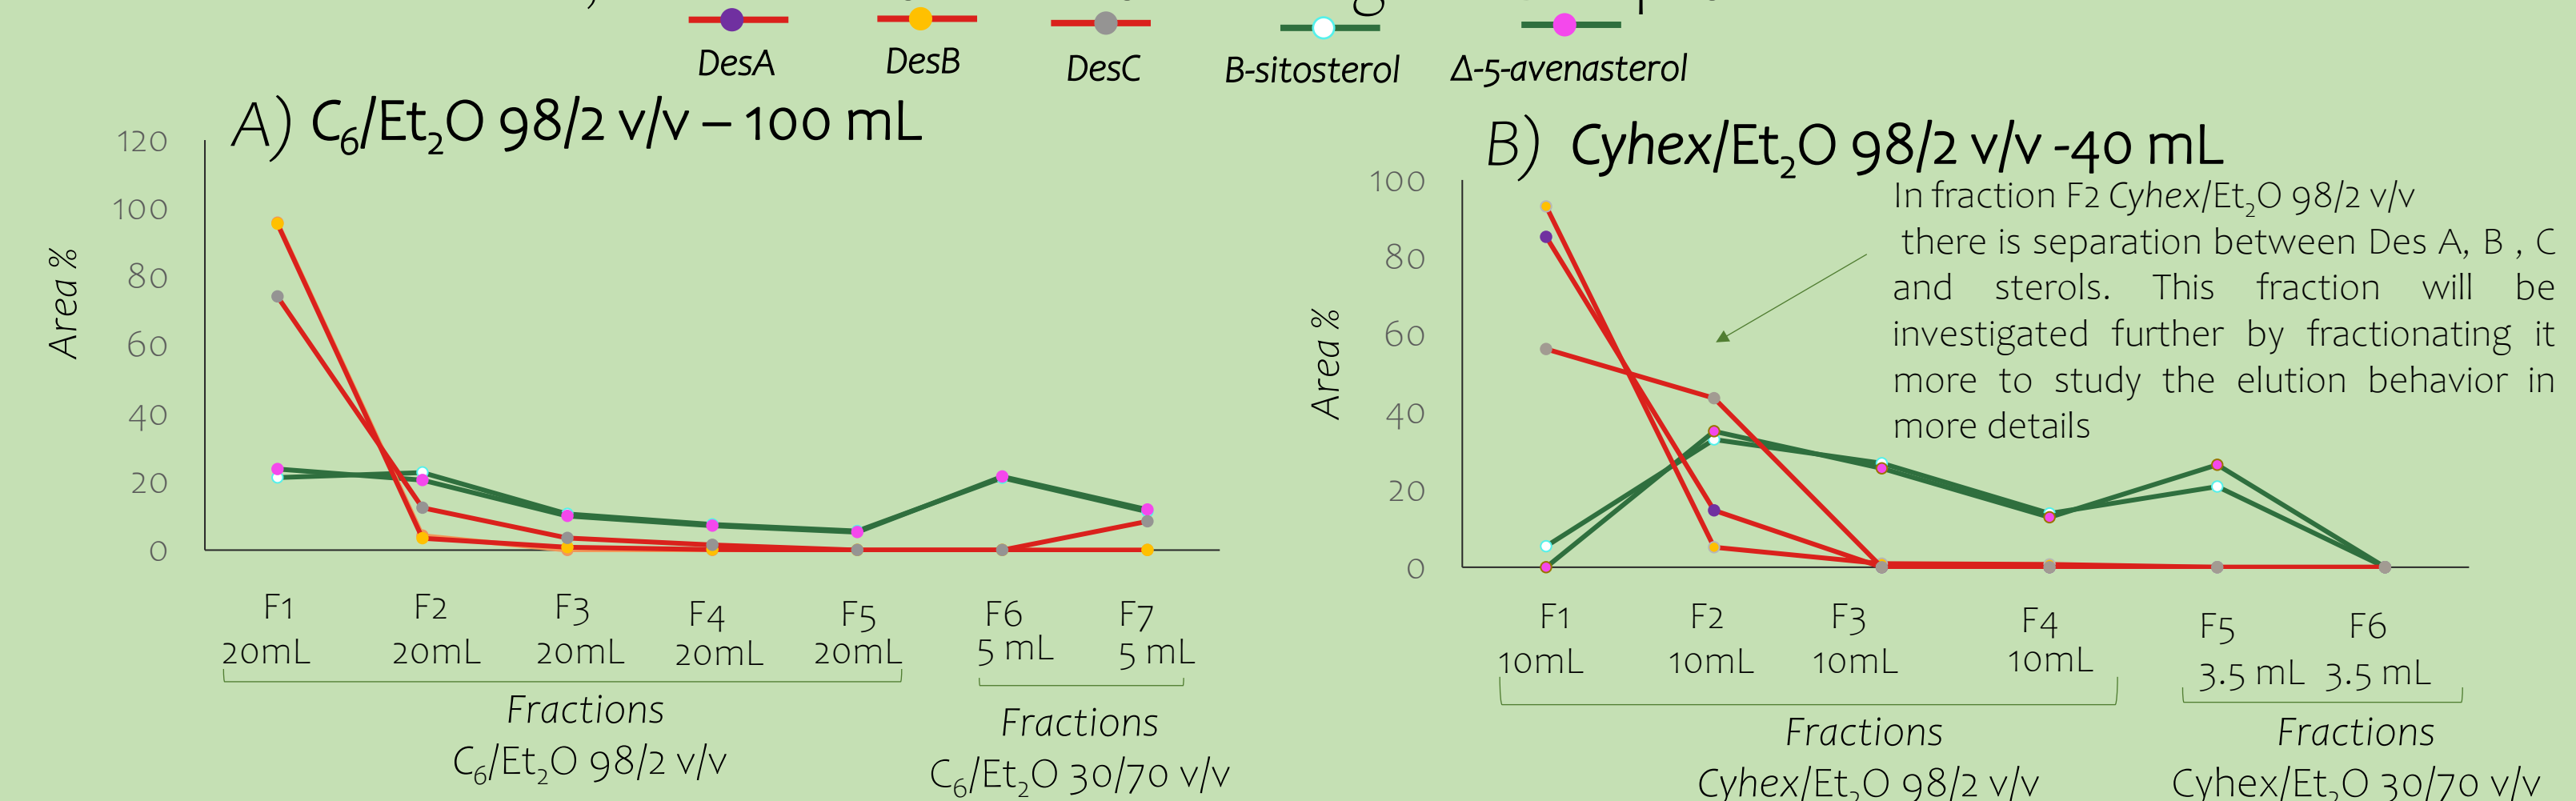 DesA DesB DesC B-sitosterol Δ-5-avenasterol
A) C₆/Et₂O 98/2 v/v – 100 mL
120
100
80
60
40
20
0
Area %
F1 F2 F3 F4 F5 F6 F7
20mL 20mL 20mL 20mL 20mL 5 mL 5 mL
Fractions
C₆/Et₂O 98/2 v/v
Fractions
C₆/Et₂O 30/70 v/v
B) Cyhex/Et₂O 98/2 v/v -40 mL
100
80
60
40
20
0
Area %
In fraction F2 Cyhex/Et₂O 98/2 v/v
there is separation between Des A, B , C
and sterols. This fraction will be
investigated further by fractionating it
more to study the elution behavior in
more details
F1 F2 F3 F4 F5 F6
10mL 10mL 10mL 10mL 3.5 mL 3.5 mL
Fractions
Cyhex/Et₂O 98/2 v/v
Fractions
Cyhex/Et₂O 30/70 v/v